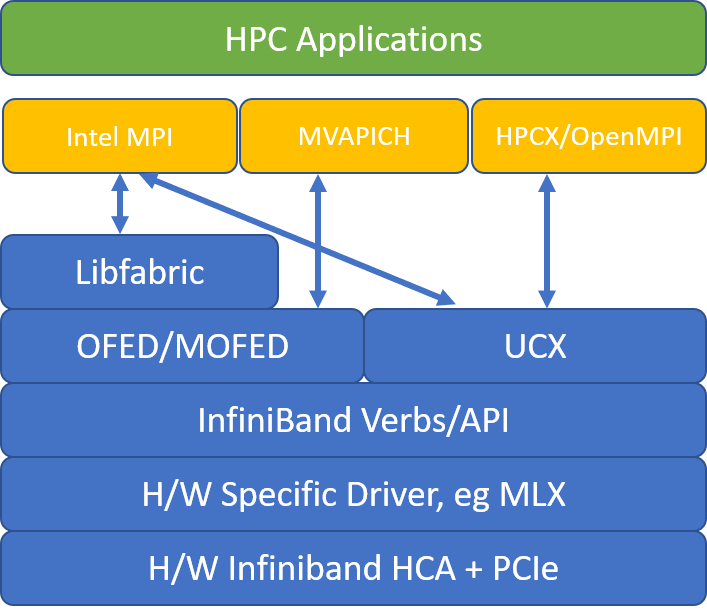 HPC Applications
Intel MPI
MVAPICH
HPCX/OpenMPI
Libfabric
OFED/MOFED
UCX
InfiniBand Verbs/API
H/W Specific Driver, eg MLX
H/W Infiniband HCA + PCIe